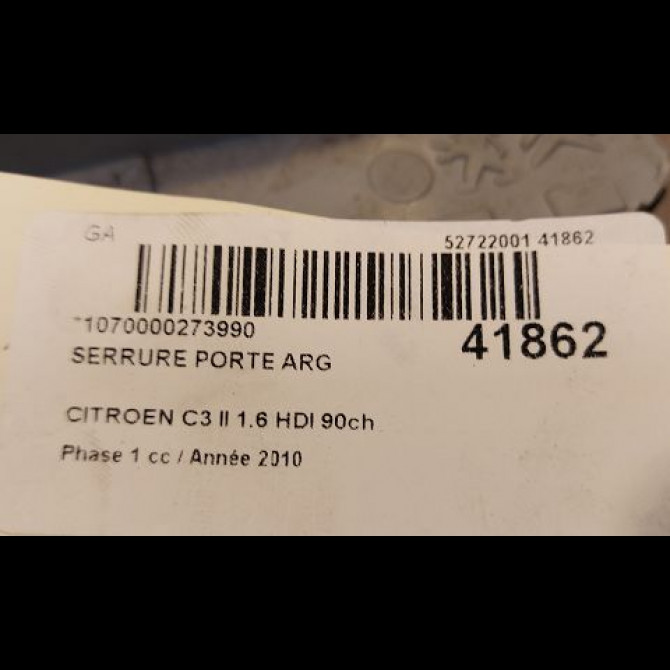 GA
52722001 41862
1070000273990
41862
SERRURE PORTE ARG
CITROEN C3 II 1.6 HDI 90ch
Phase 1 cc / Année 2010